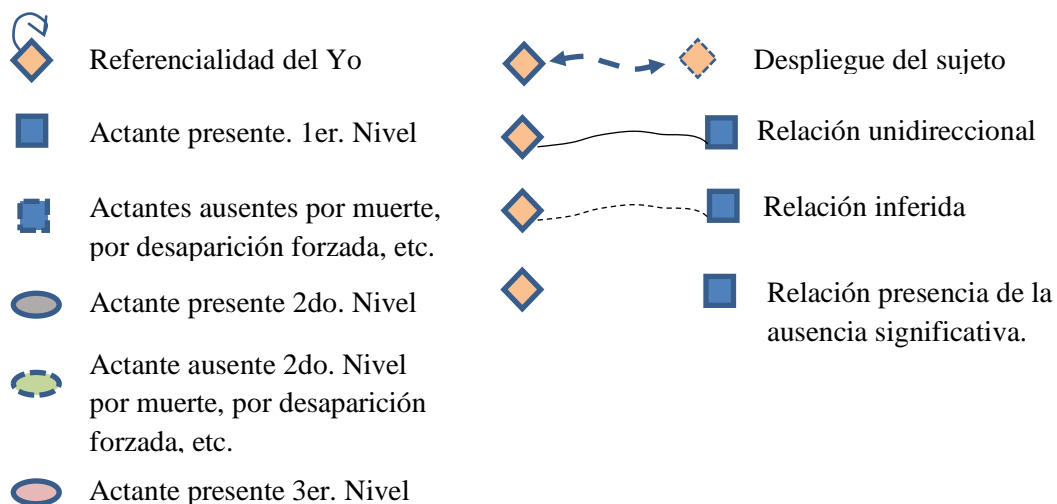 Referencialidad del Yo
Actante presente. 1er. Nivel
Actantes ausentes por muerte,
por desaparición forzada, etc.
Actante presente 2do. Nivel
Actante ausente 2do. Nivel
por muerte, por desaparición
forzada, etc.
Actante presente 3er. Nivel
Despliegue del sujeto
Relación unidireccional
Relación inferida
Relación presencia de la
ausencia significativa.